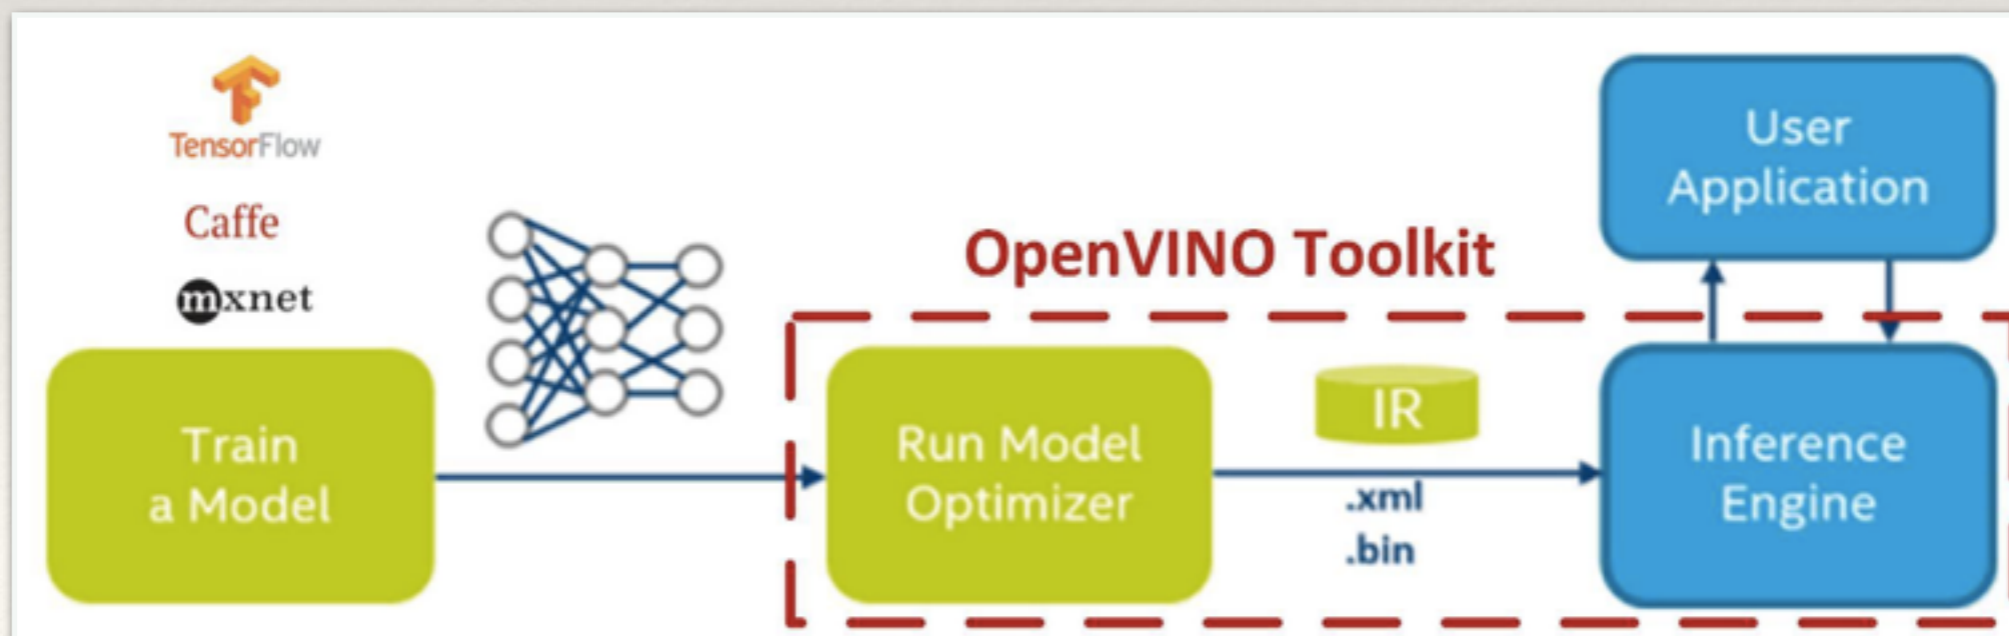 TensorFlow
Caffe
mxnet
Train
a Model
OpenVINO Toolkit
Run Model
Optimizer
IR
.xml
.bin
User
Application
Inference
Engine